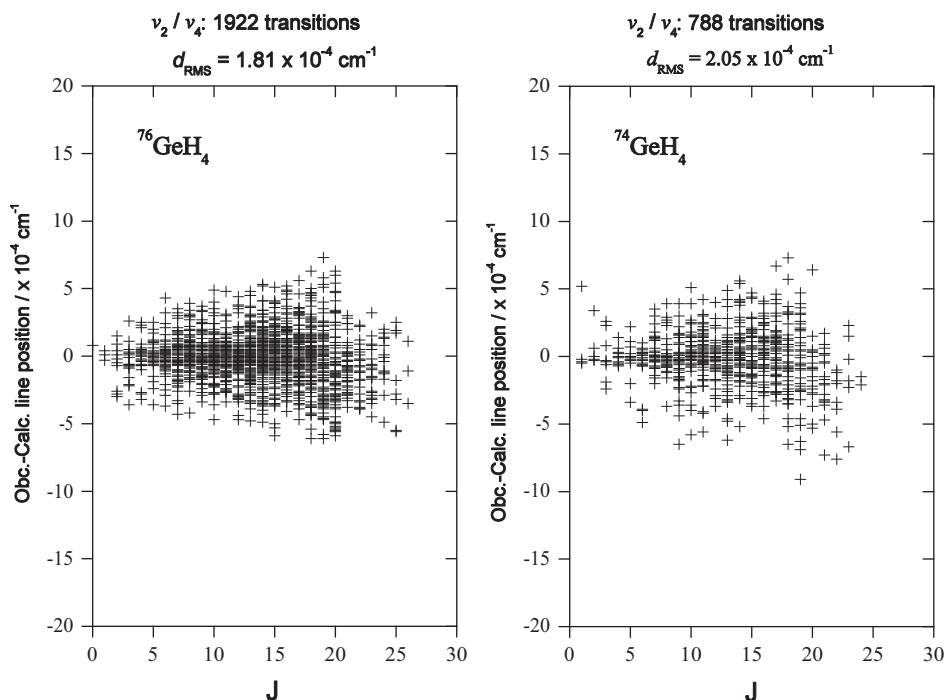 ν₂ / ν₄: 1922 transitions
d_RMS = 1.81 x 10⁻⁴ cm⁻¹
20
15
10
5
0
-5
-10
-15
-20
⁷⁶GeH₄
Obc.-Calc. line position / x 10⁻⁴ cm⁻¹
0 5 10 15 20 25 30
J
ν₂ / ν₄: 788 transitions
d_RMS = 2.05 x 10⁻⁴ cm⁻¹
20
15
10
5
0
-5
-10
-15
-20
⁷⁴GeH₄
Obc.-Calc. line position / x 10⁻⁴ cm⁻¹
0 5 10 15 20 25 30
J